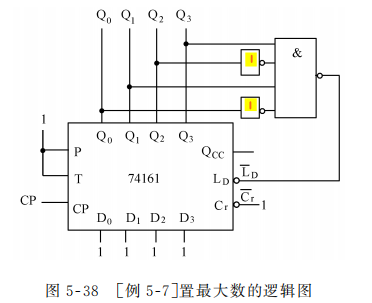 Q0 Q1 Q2 Q3
&
1
1
1
Q0 Q1 Q2 Q3
P
QCC
T
74161
LD
L̅D
CP
CP
Cr
C̅r
1
D0 D1 D2 D3
1 1 1 1
图 5-38 [例 5-7]置最大数的逻辑图